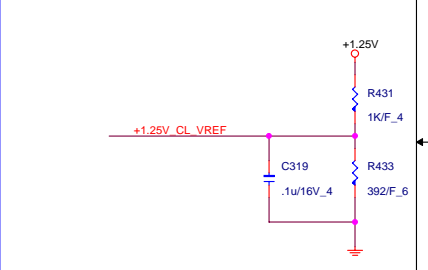 +1.25V
R431
1K/F_4
+1.25V_CL_VREF
C319
R433
.1u/16V_4
392/F_6